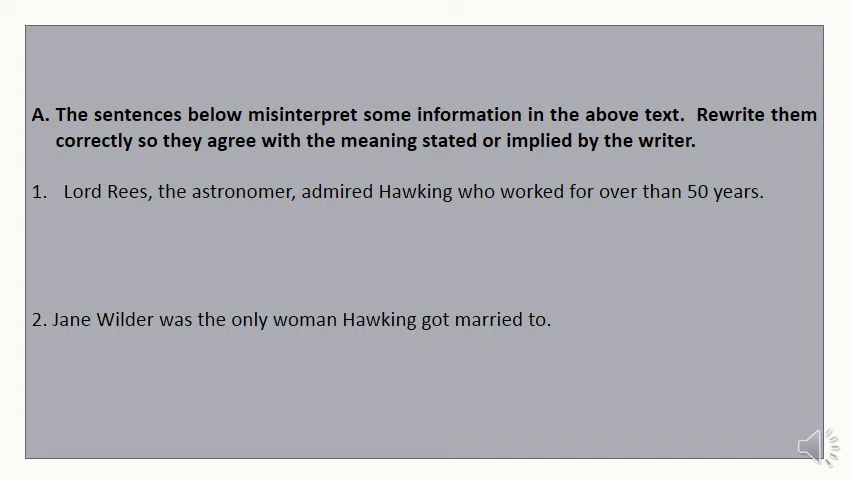 A. The sentences below misinterpret some information in the above text. Rewrite them
correctly so they agree with the meaning stated or implied by the writer.
1. Lord Rees, the astronomer, admired Hawking who worked for over than 50 years.
2. Jane Wilder was the only woman Hawking got married to.